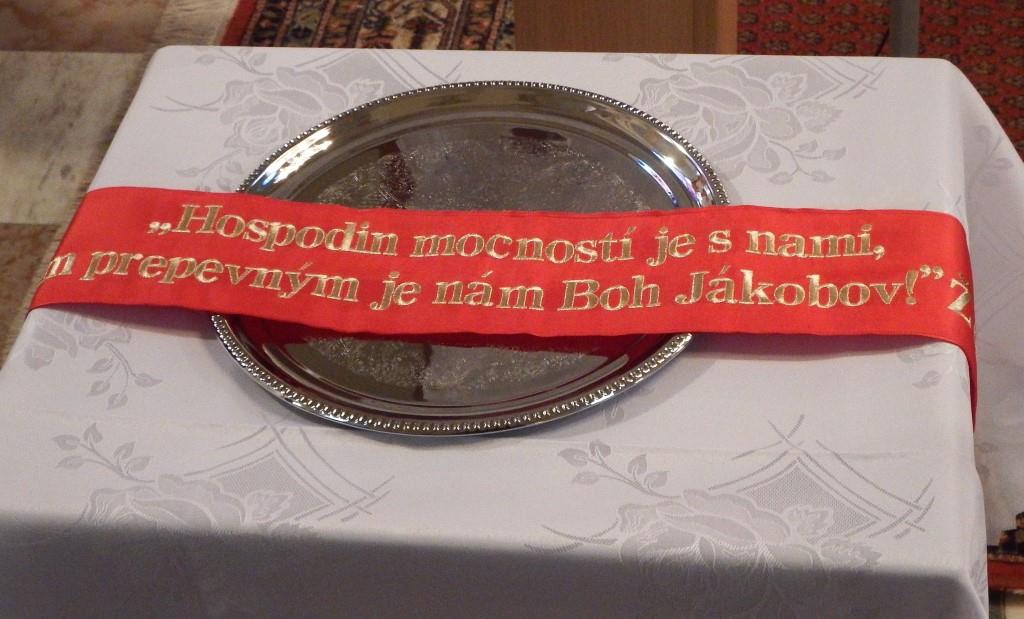 „Hospodin mocností je s nami,
prepevným je nám Boh Jákobov!” Ž